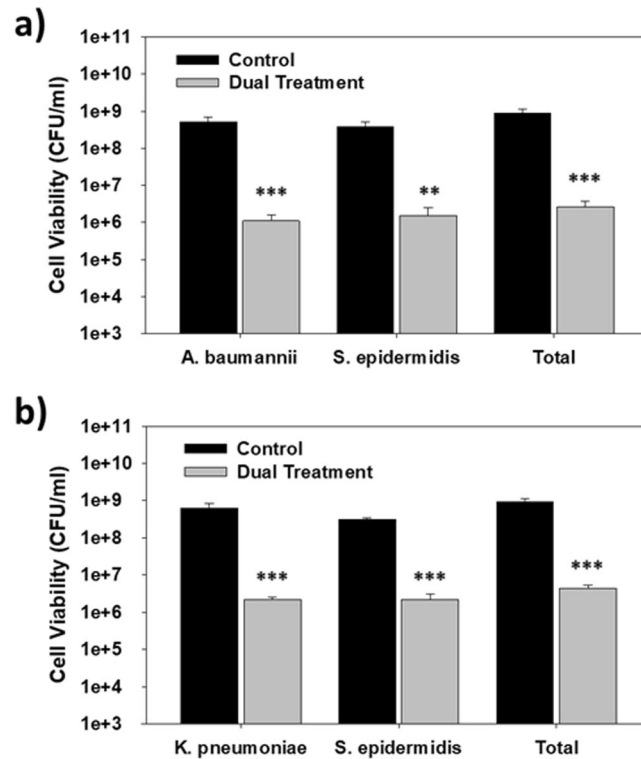 a)
Cell Viability (CFU/ml)
1e+11
1e+10
1e+9
1e+8
1e+7
1e+6
1e+5
1e+4
1e+3
Control
Dual Treatment
***
**
***
A. baumannii S. epidermidis Total
b)
Cell Viability (CFU/ml)
1e+11
1e+10
1e+9
1e+8
1e+7
1e+6
1e+5
1e+4
1e+3
Control
Dual Treatment
***
***
***
K. pneumoniae S. epidermidis Total